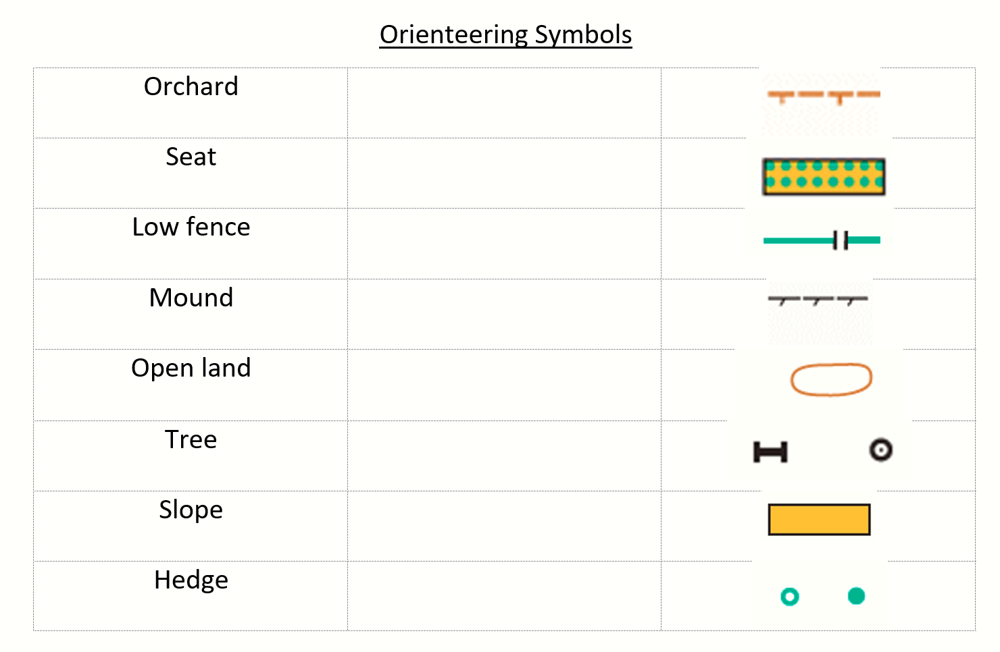 Orienteering Symbols
Orchard
Seat
Low fence
Mound
Open land
Tree
Slope
Hedge